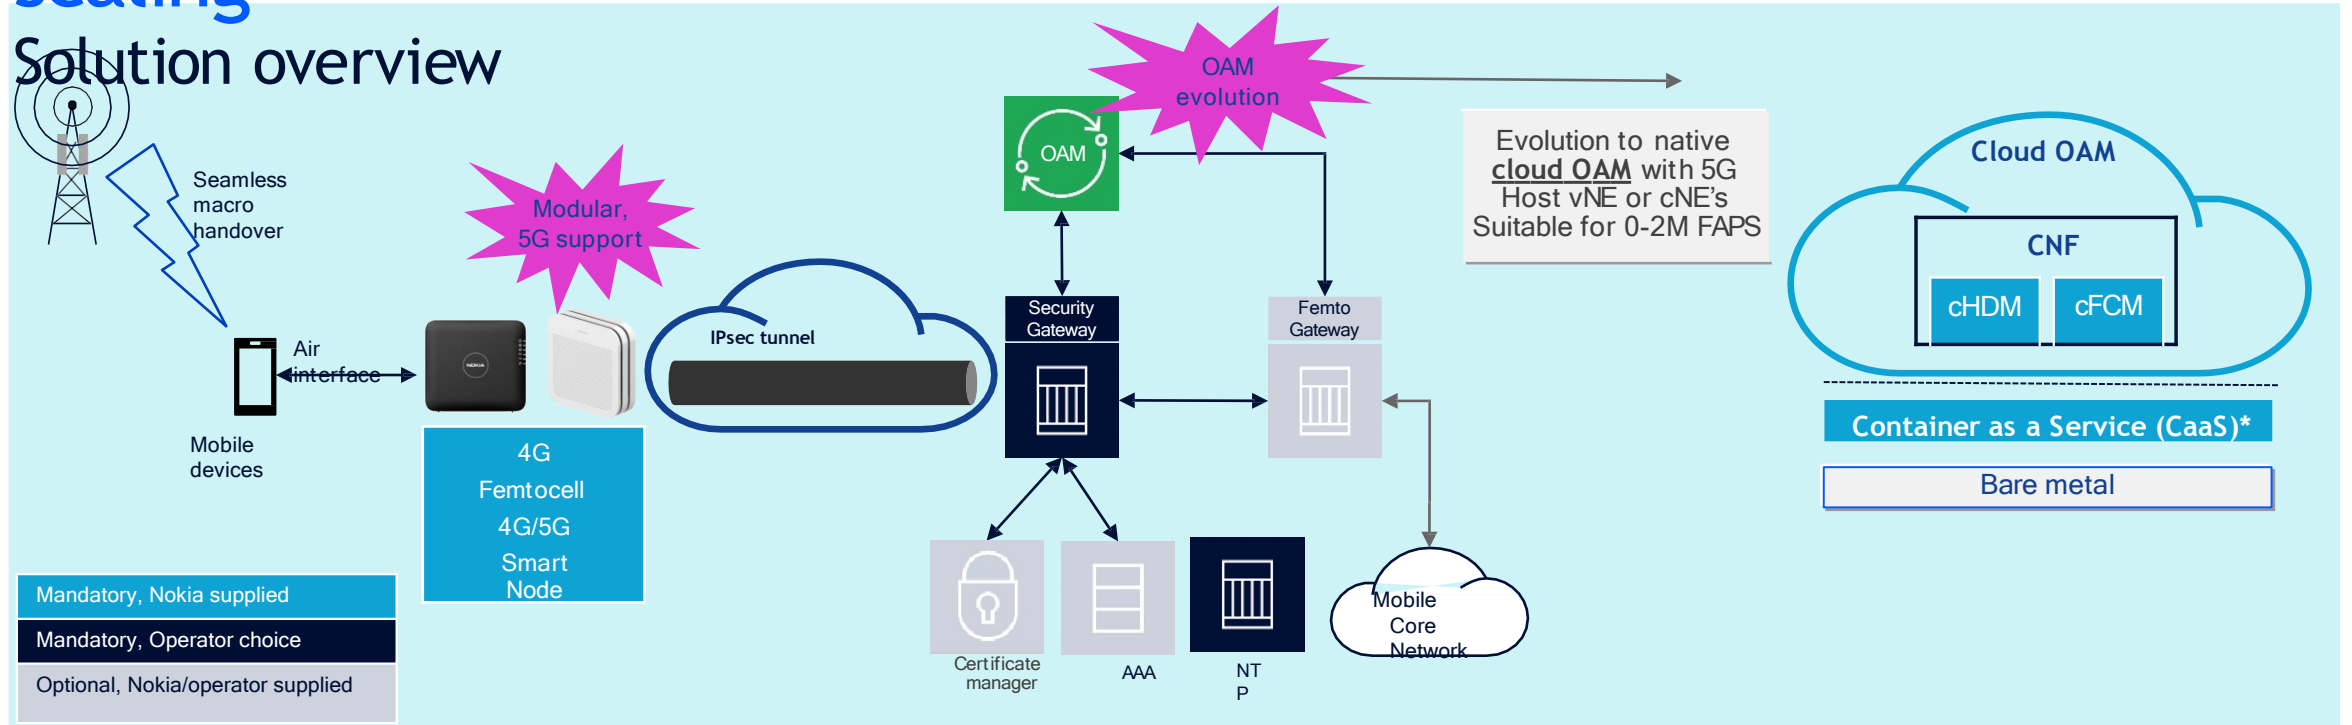 scaling
Solution overview
Seamless
macro
handover
Modular,
5G support
OAM
evolution
OAM
Evolution to native
cloud OAM with 5G
Host vNE or cNE’s
Suitable for 0-2M FAPS
Cloud OAM
CNF
cHDM
cFCM
Container as a Service (CaaS)*
Bare metal
IPsec tunnel
Security
Gateway
Femto
Gateway
Air
interface
NOKIA
Mobile
devices
4G
Femtocell
4G/5G
Smart
Node
Certificate
manager
AAA
NT
P
Mobile
Core
Network
Mandatory, Nokia supplied
Mandatory, Operator choice
Optional, Nokia/operator supplied